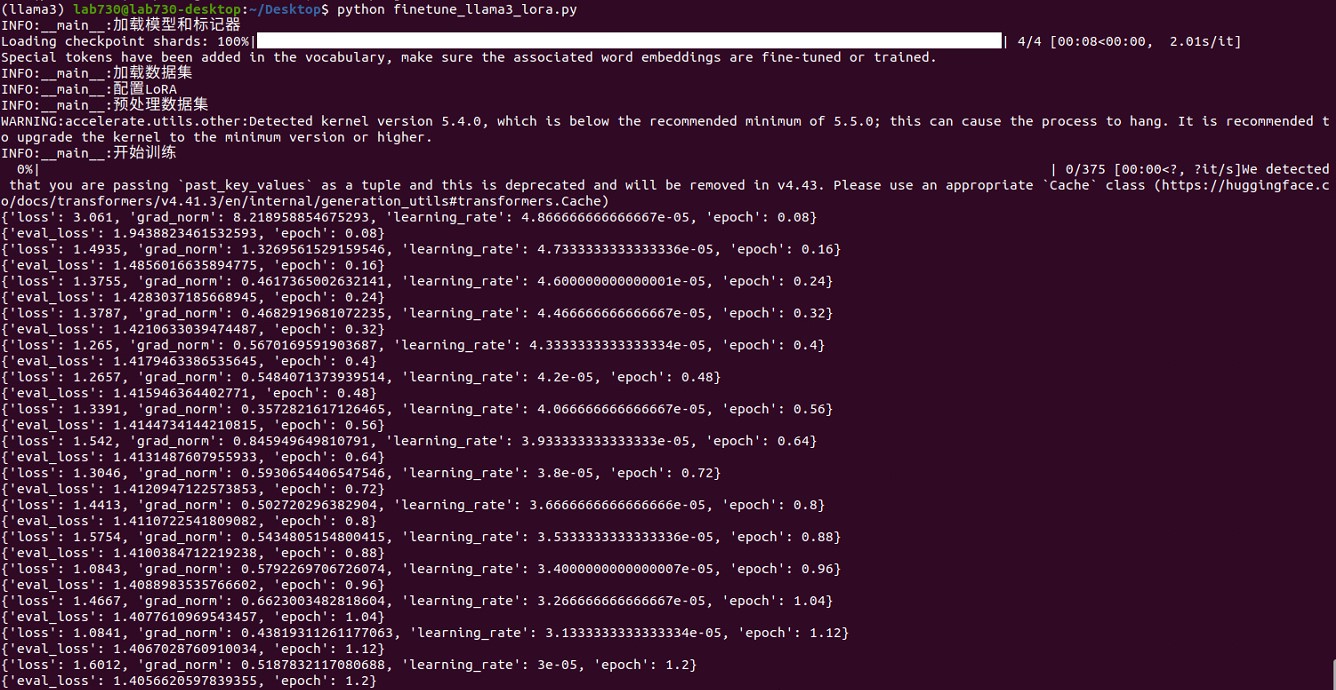 (llama3) lab730@lab730-desktop:~/Desktop$ python finetune_llama3_lora.py
INFO:__main__:加载模型和标记器
Loading checkpoint shards: 100%| | 4/4 [00:08<00:00, 2.01s/it]
Special tokens have been added in the vocabulary, make sure the associated word embeddings are fine-tuned or trained.
INFO:__main__:加载数据集
INFO:__main__:配置LoRA
INFO:__main__:预处理数据集
WARNING:accelerate.utils.other:Detected kernel version 5.4.0, which is below the recommended minimum of 5.5.0; this can cause the process to hang. It is recommended t
o upgrade the kernel to the minimum version or higher.
INFO:__main__:开始训练
0%| | 0/375 [00:00<?, ?it/s]We detected
that you are passing `past_key_values` as a tuple and this is deprecated and will be removed in v4.43. Please use an appropriate `Cache` class (https://huggingface.c
o/docs/transformers/v4.41.3/en/internal/generation_utils#transformers.Cache)
{'loss': 3.061, 'grad_norm': 8.218958854675293, 'learning_rate': 4.866666666666667e-05, 'epoch': 0.08}
{'eval_loss': 1.9438823461532593, 'epoch': 0.08}
{'loss': 1.4935, 'grad_norm': 1.3269561529159546, 'learning_rate': 4.7333333333333336e-05, 'epoch': 0.16}
{'eval_loss': 1.4856016635894775, 'epoch': 0.16}
{'loss': 1.3755, 'grad_norm': 0.4617365002632141, 'learning_rate': 4.600000000000001e-05, 'epoch': 0.24}
{'eval_loss': 1.4283037185668945, 'epoch': 0.24}
{'loss': 1.3787, 'grad_norm': 0.4682919681072235, 'learning_rate': 4.466666666666667e-05, 'epoch': 0.32}
{'eval_loss': 1.4210633039474487, 'epoch': 0.32}
{'loss': 1.265, 'grad_norm': 0.5670169591903687, 'learning_rate': 4.3333333333333334e-05, 'epoch': 0.4}
{'eval_loss': 1.4179463386535645, 'epoch': 0.4}
{'loss': 1.2657, 'grad_norm': 0.5484071373939514, 'learning_rate': 4.2e-05, 'epoch': 0.48}
{'eval_loss': 1.415946364402771, 'epoch': 0.48}
{'loss': 1.3391, 'grad_norm': 0.3572821617126465, 'learning_rate': 4.066666666666667e-05, 'epoch': 0.56}
{'eval_loss': 1.4144734144210815, 'epoch': 0.56}
{'loss': 1.542, 'grad_norm': 0.845949649810791, 'learning_rate': 3.933333333333333e-05, 'epoch': 0.64}
{'eval_loss': 1.4131487607955933, 'epoch': 0.64}
{'loss': 1.3046, 'grad_norm': 0.5930654406547546, 'learning_rate': 3.8e-05, 'epoch': 0.72}
{'eval_loss': 1.4120947122573853, 'epoch': 0.72}
{'loss': 1.4413, 'grad_norm': 0.502720296382904, 'learning_rate': 3.6666666666666666e-05, 'epoch': 0.8}
{'eval_loss': 1.4110722541809082, 'epoch': 0.8}
{'loss': 1.5754, 'grad_norm': 0.5434805154800415, 'learning_rate': 3.5333333333333336e-05, 'epoch': 0.88}
{'eval_loss': 1.4100384712219238, 'epoch': 0.88}
{'loss': 1.0843, 'grad_norm': 0.5792269706726074, 'learning_rate': 3.4000000000000007e-05, 'epoch': 0.96}
{'eval_loss': 1.4088983535766602, 'epoch': 0.96}
{'loss': 1.4667, 'grad_norm': 0.6623003482818604, 'learning_rate': 3.266666666666667e-05, 'epoch': 1.04}
{'eval_loss': 1.4077610969543457, 'epoch': 1.04}
{'loss': 1.0841, 'grad_norm': 0.43819311261177063, 'learning_rate': 3.1333333333333334e-05, 'epoch': 1.12}
{'eval_loss': 1.4067028760910034, 'epoch': 1.12}
{'loss': 1.6012, 'grad_norm': 0.5187832117080688, 'learning_rate': 3e-05, 'epoch': 1.2}
{'eval_loss': 1.4056620597839355, 'epoch': 1.2}